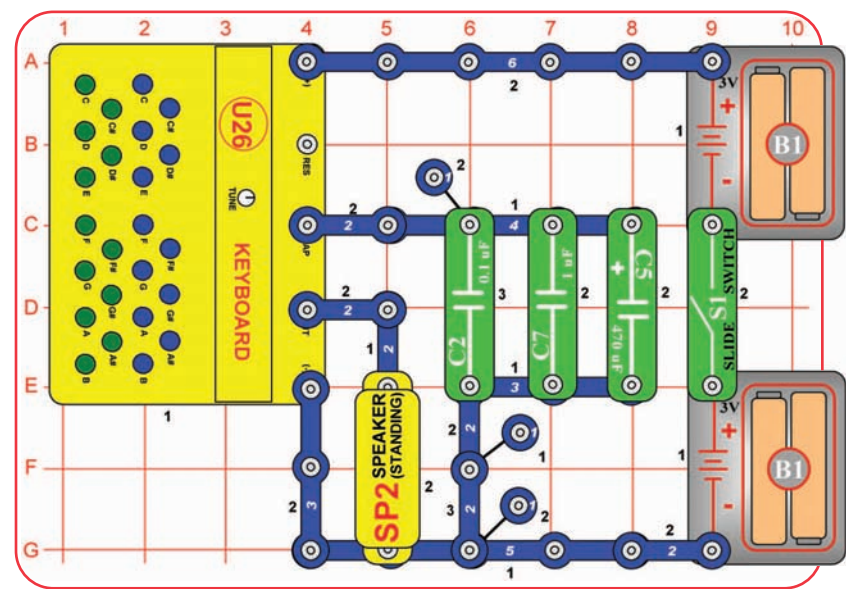 1 2 3 4 5 6 7 8 9 10
A
B
C
D
E
F
G
U26
KEYBOARD
TUNE
RES
C
C#
D
D#
E
F
F#
G
G#
A
A#
B
C
C#
D
D#
E
F
F#
G
G#
A
A#
B
1
6
2
1
2
2
2
4
1
2
2
1
2
3
2
2
2
1
3
2
3
2
2
1
1
3
2
1
2
5
1
2
2
C2
0.1 uF
C7
1 uF
C5
+
470 uF
S1
SLIDE SWITCH
SP2
SPEAKER
(STANDING)
3V
+
-
B1
1
3V
+
-
B1
1